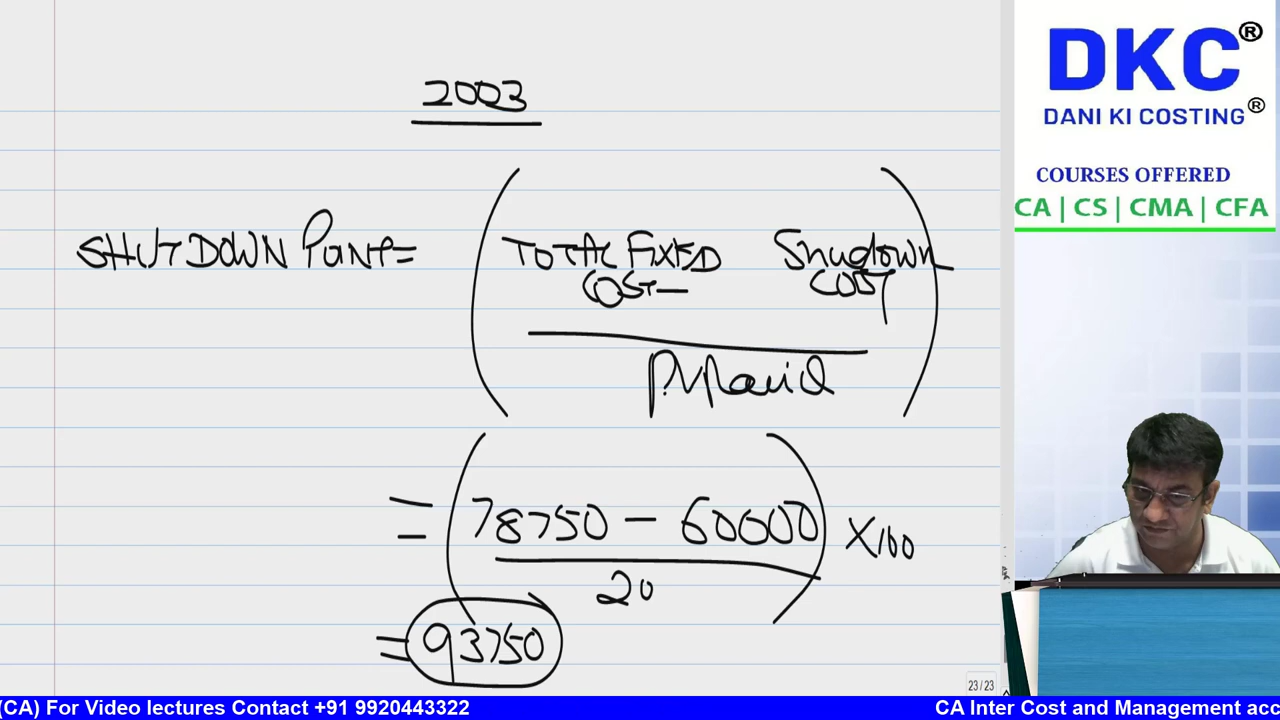 2003
SHUTDOWN Point =
TOTAL FIXED Shudown
COST — COST
P.V Ratio
= 78750 — 60000 X 100
20
= 93750
DKC®
DANI KI COSTING®
COURSES OFFERED
CA | CS | CMA | CFA
23 / 23
(CA) For Video lectures Contact +91 9920443322
CA Inter Cost and Management acc